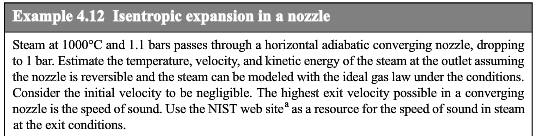 Example 4.12 Isentropic expansion in a nozzle
Steam at 1000°C and 1.1 bars passes through a horizontal adiabatic converging nozzle, dropping
to 1 bar. Estimate the temperature, velocity, and kinetic energy of the steam at the outlet assuming
the nozzle is reversible and the steam can be modeled with the ideal gas law under the conditions.
Consider the initial velocity to be negligible. The highest exit velocity possible in a converging
nozzle is the speed of sound. Use the NIST web siteª as a resource for the speed of sound in steam
at the exit conditions.